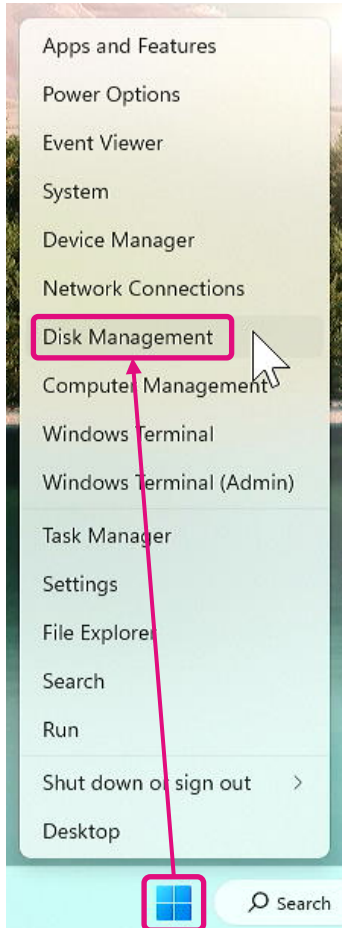 Apps and Features
Power Options
Event Viewer
System
Device Manager
Network Connections
Disk Management
Computer Management
Windows Terminal
Windows Terminal (Admin)
Task Manager
Settings
File Explorer
Search
Run
Shut down or sign out
Desktop
Search